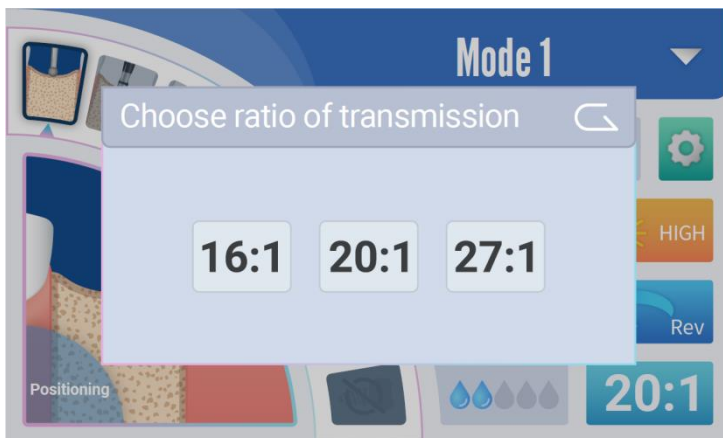 Mode 1
Choose ratio of transmission
16:1 20:1 27:1
HIGH
Rev
Positioning
20:1